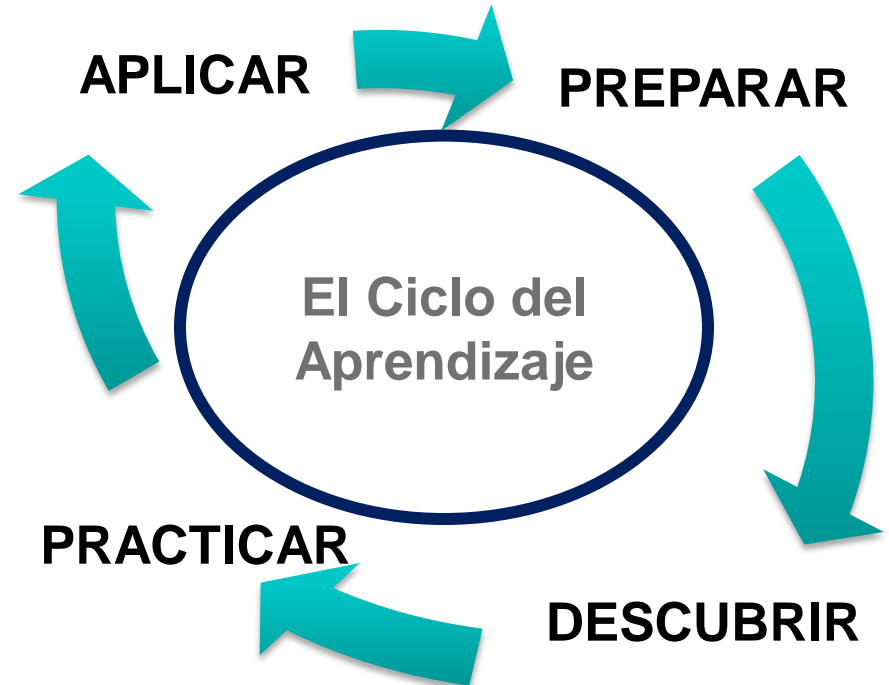 APLICAR
PREPARAR
El Ciclo del
Aprendizaje
PRACTICAR
DESCUBRIR